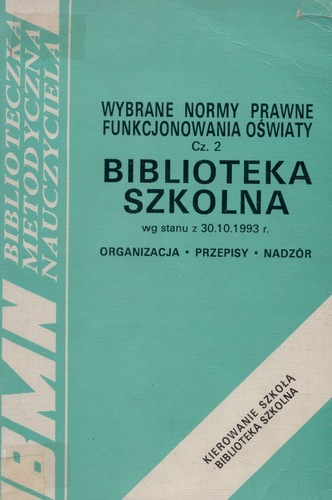 BIBLIOTECZKA
METODYCZNA
NAUCZYCIELA
BMN
WYBRANE NORMY PRAWNE
FUNKCJONOWANIA OŚWIATY
Cz. 2
BIBLIOTEKA
SZKOLNA
wg stanu z 30.10.1993 r.
ORGANIZACJA • PRZEPISY • NADZÓR
KIEROWANIE SZKOŁĄ
BIBLIOTEKA SZKOLNA